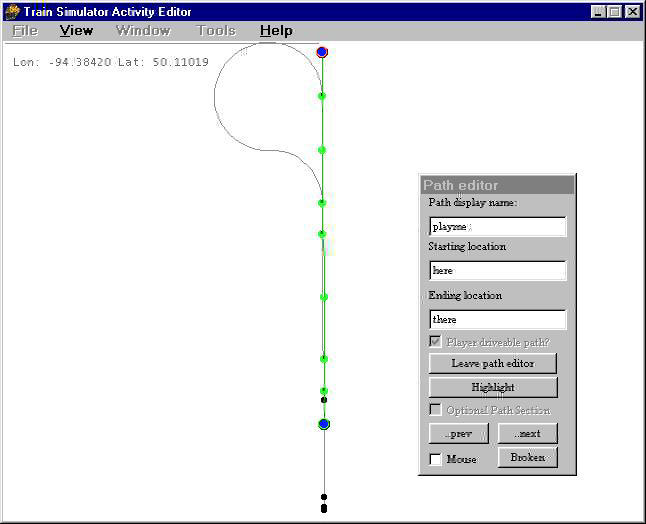 Train Simulator Activity Editor
File View Window Tools Help
Lon: -94.38420 Lat: 50.11019
Path editor
Path display name:
playme
Starting location
here
Ending location
there
Player driveable path?
Leave path editor
Highlight
Optional Path Section
..prev ..next
Mouse Broken